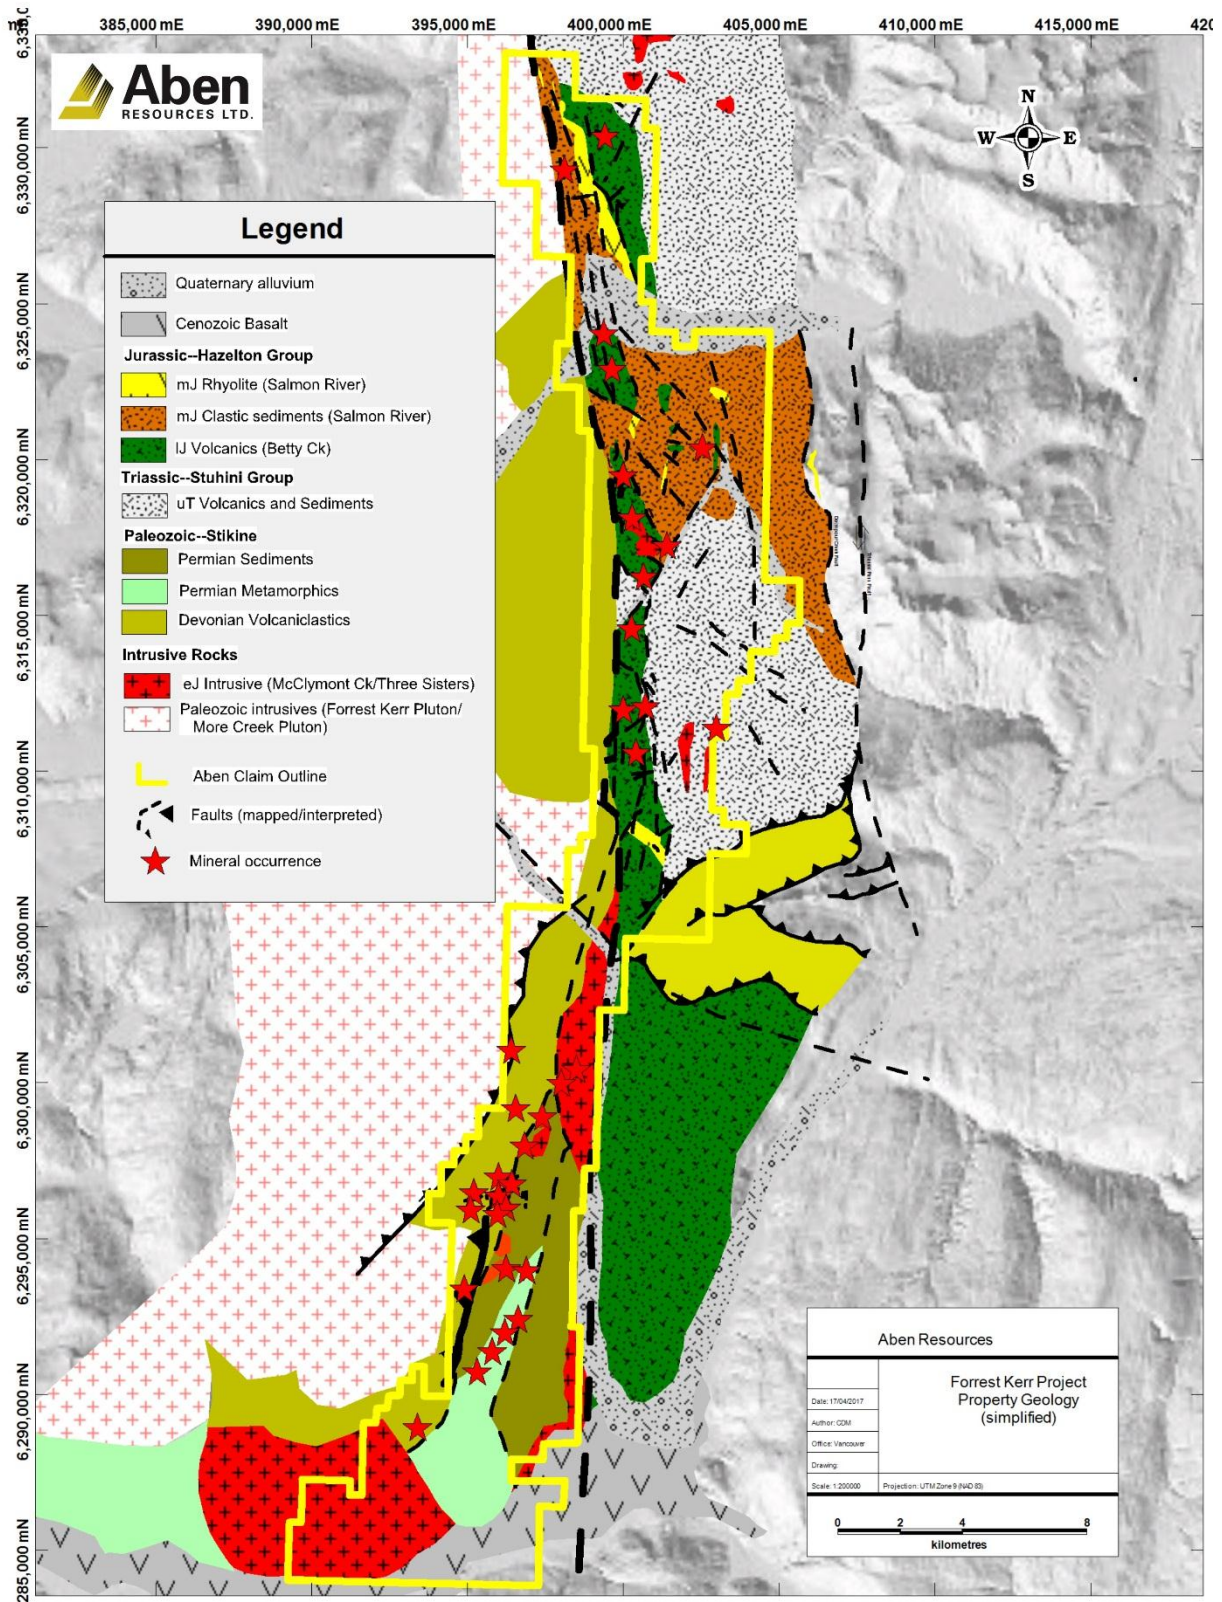 mE
385,000 mE
390,000 mE
395,000 mE
400,000 mE
405,000 mE
410,000 mE
415,000 mE
420
6,335,0
6,330,000 mN
6,325,000 mN
6,320,000 mN
6,315,000 mN
6,310,000 mN
6,305,000 mN
6,300,000 mN
6,295,000 mN
6,290,000 mN
285,000 mN
Aben
RESOURCES LTD.
N
W
E
S
Legend
Quaternary alluvium
Cenozoic Basalt
Jurassic--Hazelton Group
mJ Rhyolite (Salmon River)
mJ Clastic sediments (Salmon River)
lJ Volcanics (Betty Ck)
Triassic--Stuhini Group
uT Volcanics and Sediments
Paleozoic--Stikine
Permian Sediments
Permian Metamorphics
Devonian Volcaniclastics
Intrusive Rocks
eJ Intrusive (McClymont Ck/Three Sisters)
Paleozoic intrusives (Forrest Kerr Pluton/
More Creek Pluton)
Aben Claim Outline
Faults (mapped/interpreted)
Mineral occurrence
Aben Resources
Forrest Kerr Project
Property Geology
(simplified)
Date: 17/04/2017
Author: CDM
Office: Vancouver
Drawing:
Scale: 1:200000
Projection: UTM Zone 9 (NAD 83)
0 2 4 8
kilometres